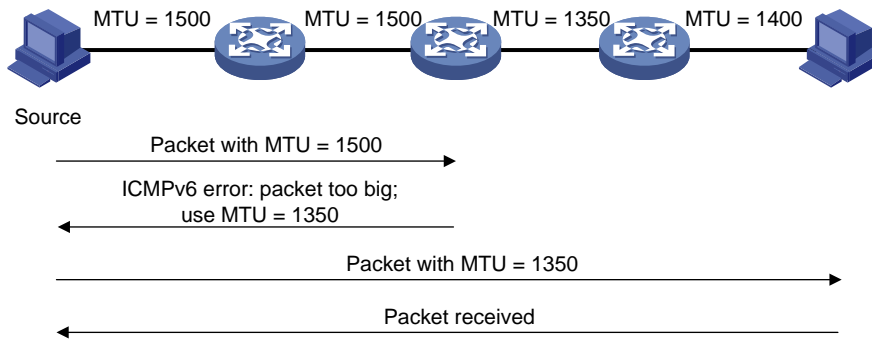 MTU = 1500
MTU = 1500
MTU = 1350
MTU = 1400
Source
Packet with MTU = 1500
ICMPv6 error: packet too big;
use MTU = 1350
Packet with MTU = 1350
Packet received